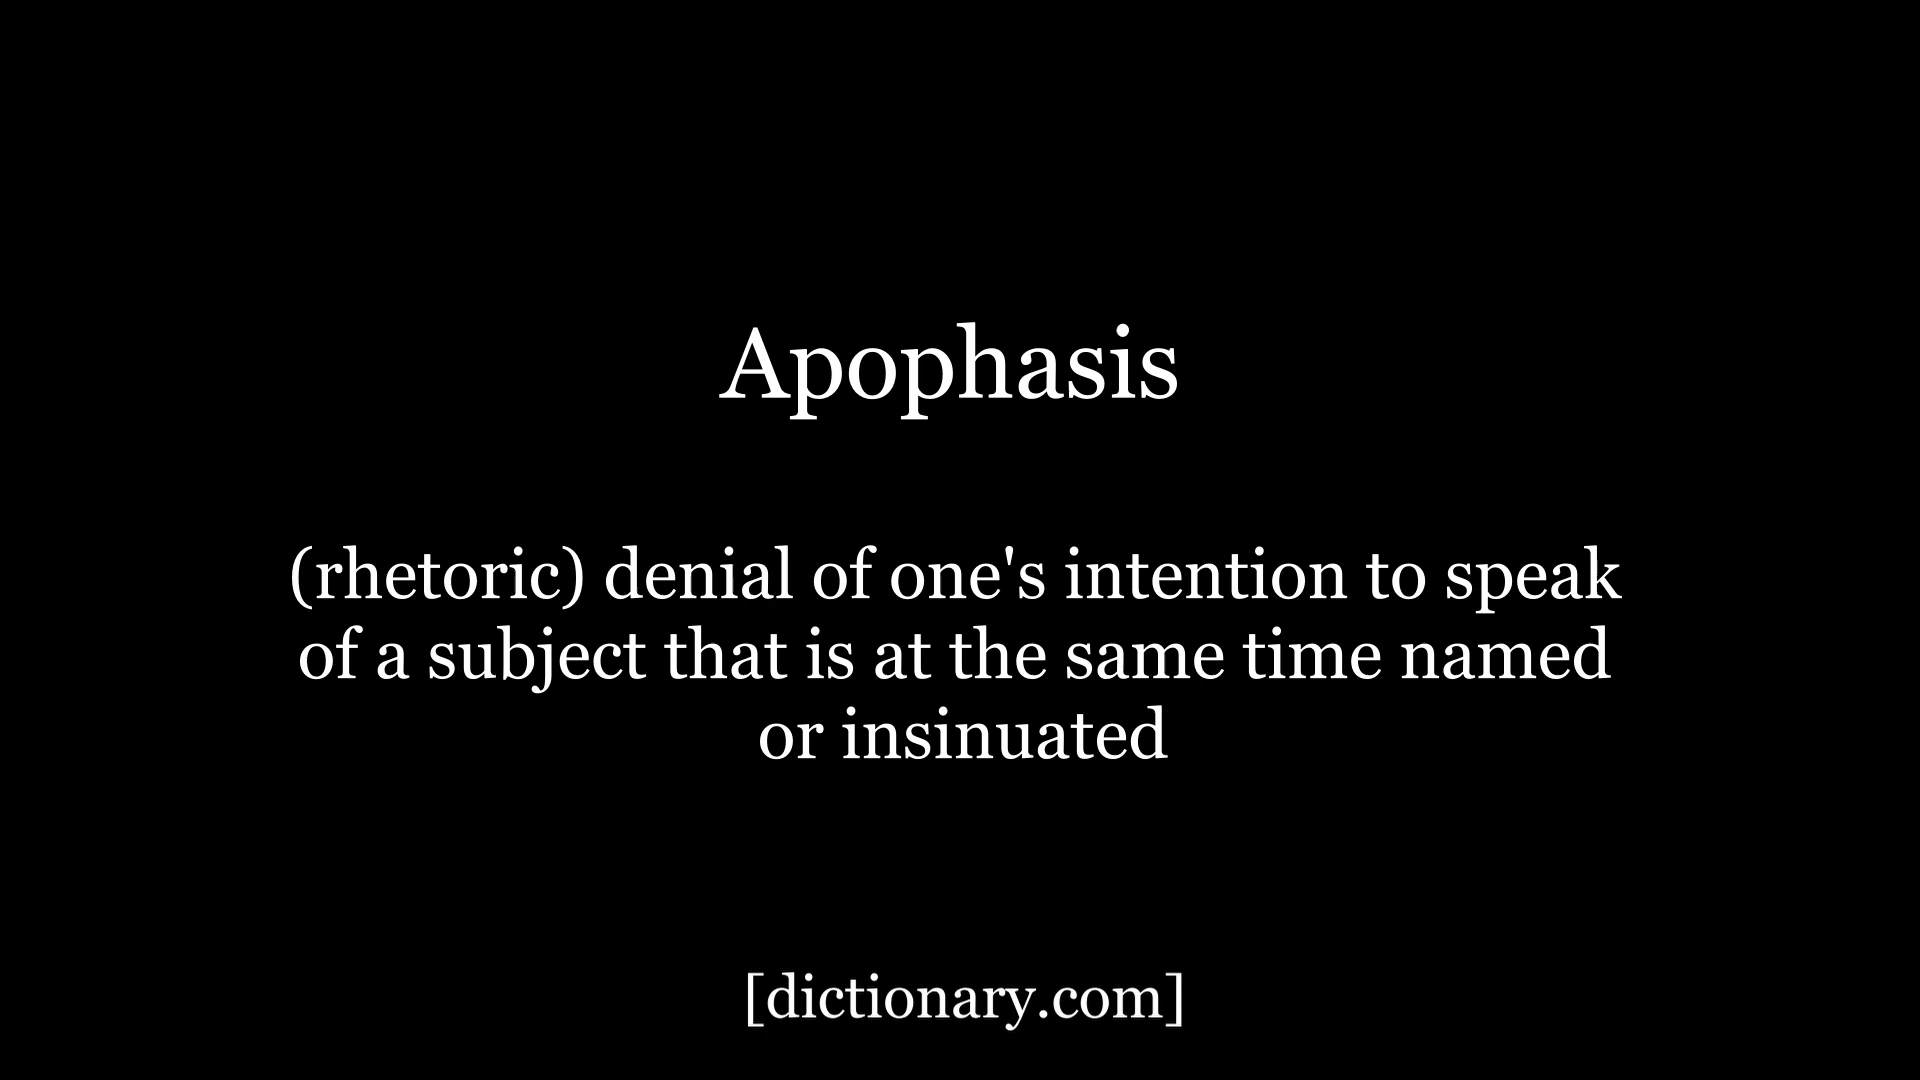 Apophasis
(rhetoric) denial of one's intention to speak
of a subject that is at the same time named
or insinuated
[dictionary.com]